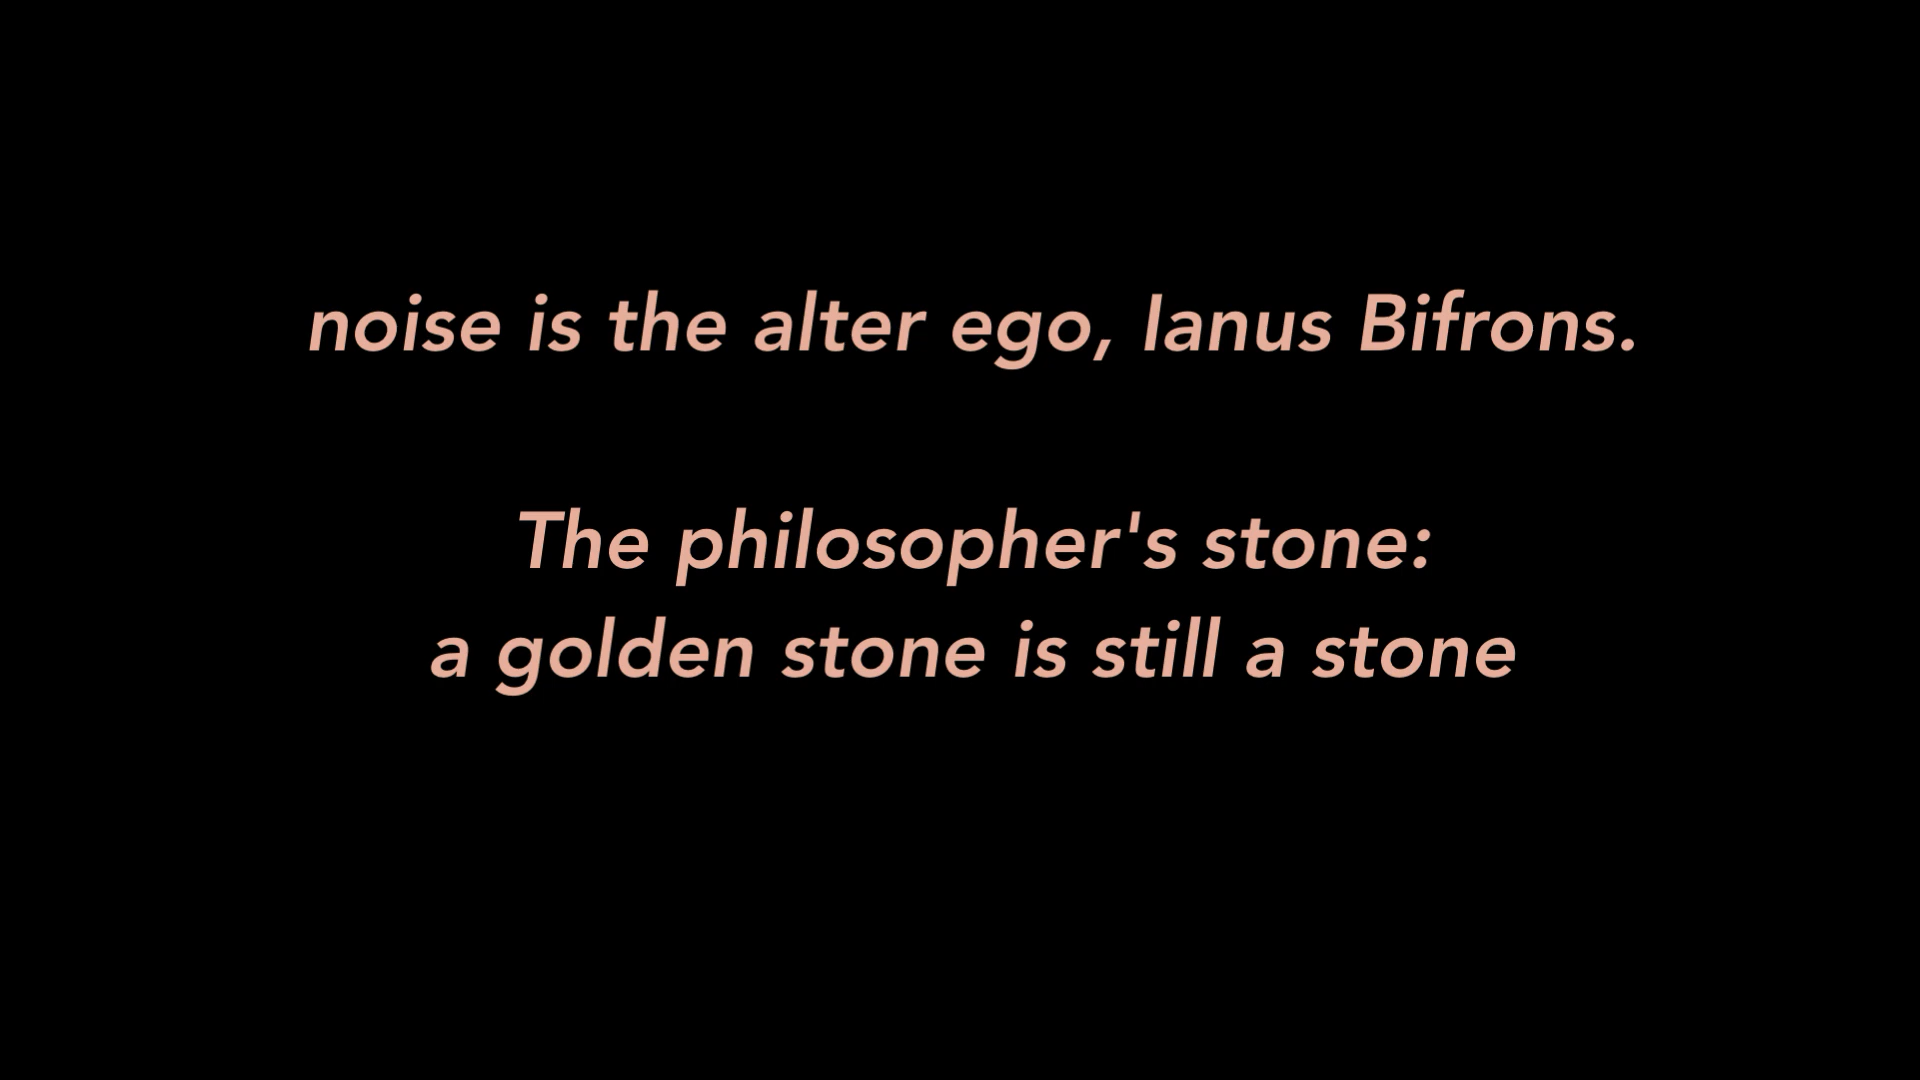 noise is the alter ego, Ianus Bifrons.
The philosopher's stone:
a golden stone is still a stone